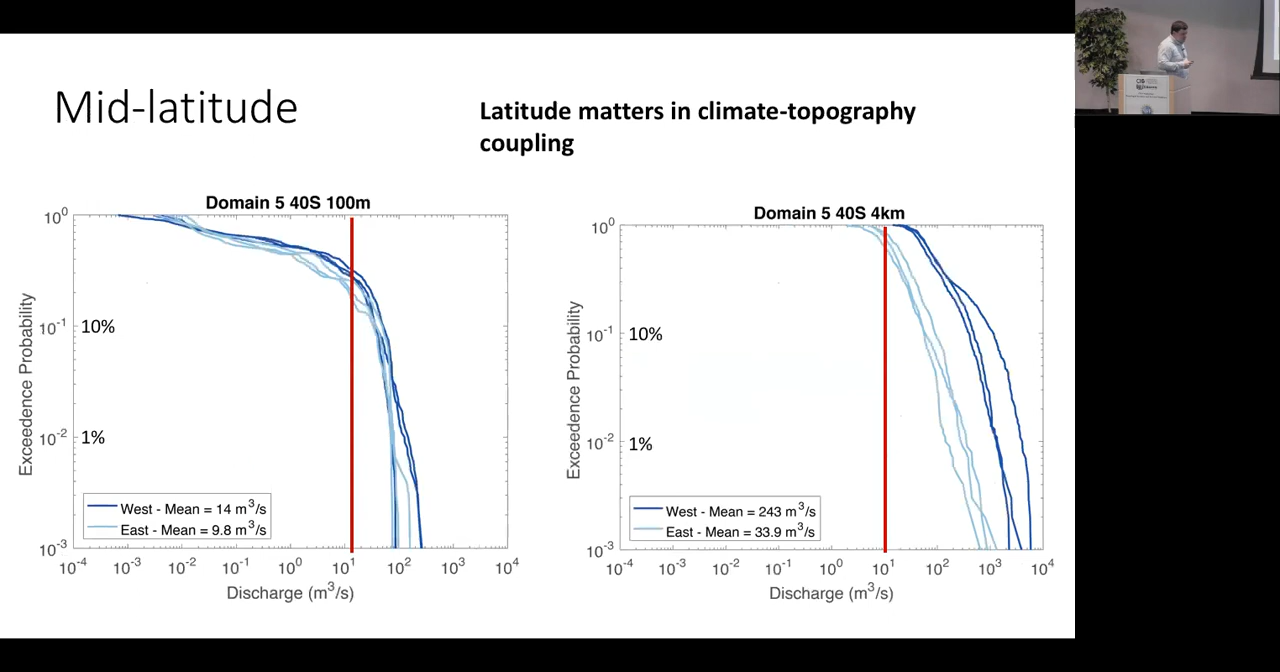 Mid-latitude
Latitude matters in climate-topography
coupling
Domain 5 40S 100m
10^0
10^-1
10^-2
10^-3
10%
1%
Exceedence Probability
West - Mean = 14 m^3/s
East - Mean = 9.8 m^3/s
10^-4 10^-3 10^-2 10^-1 10^0 10^1 10^2 10^3 10^4
Discharge (m^3/s)
Domain 5 40S 4km
10^0
10^-1
10^-2
10^-3
10%
1%
Exceedence Probability
West - Mean = 243 m^3/s
East - Mean = 33.9 m^3/s
10^-4 10^-3 10^-2 10^-1 10^0 10^1 10^2 10^3 10^4
Discharge (m^3/s)